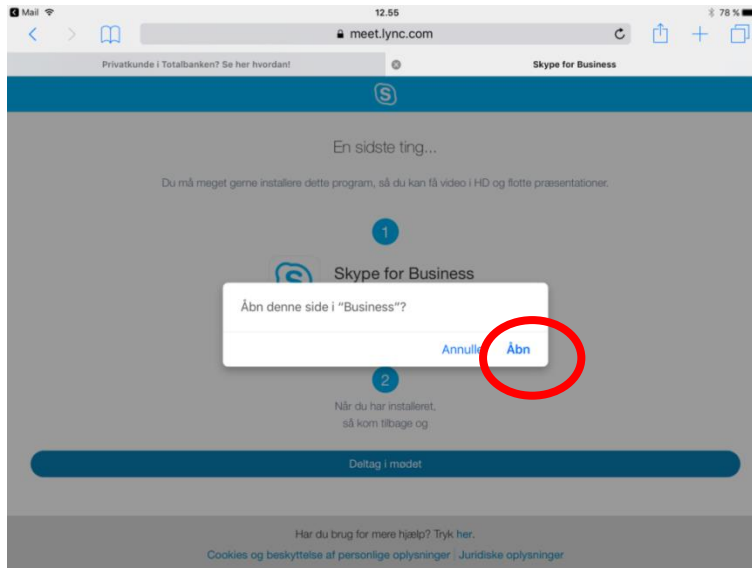 Mail 12.55 78 %
meet.lync.com
Privatkunde i Totalbanken? Se her hvordan! Skype for Business
En sidste ting...
Du må meget gerne installere dette program, så du kan få video i HD og flotte præsentationer.
1
Skype for Business
Åbn denne side i "Business"?
Annulle Åbn
2
Når du har installeret,
så kom tilbage og
Deltag i mødet
Har du brug for mere hjælp? Tryk her.
Cookies og beskyttelse af personlige oplysninger Juridiske oplysninger